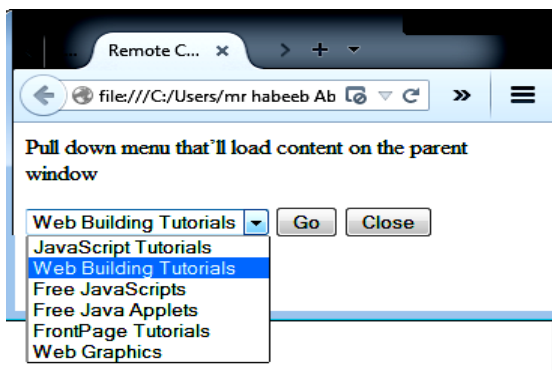 Remote C...
file:///C:/Users/mr habeeb Ab
Pull down menu that'll load content on the parent
window
Web Building Tutorials Go Close
JavaScript Tutorials
Web Building Tutorials
Free JavaScripts
Free Java Applets
FrontPage Tutorials
Web Graphics